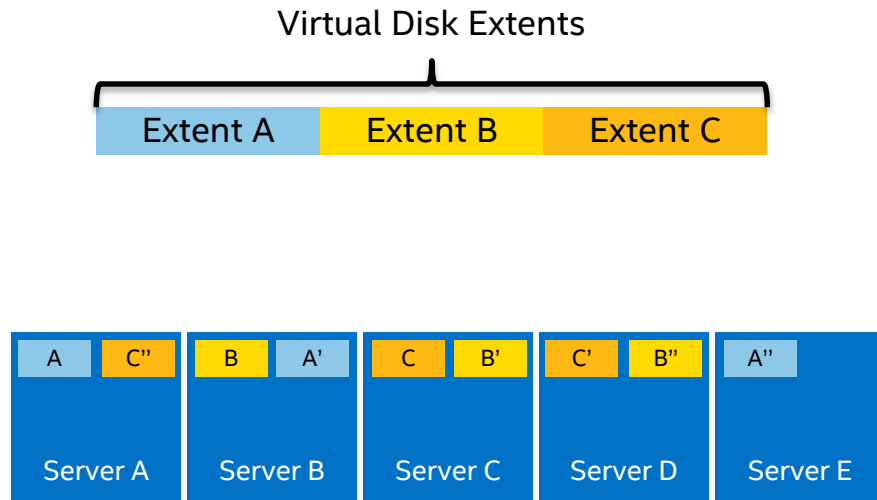 Virtual Disk Extents
Extent A Extent B Extent C
A C’’ B A’ C B’ C’ B’’ A’’
Server A Server B Server C Server D Server E